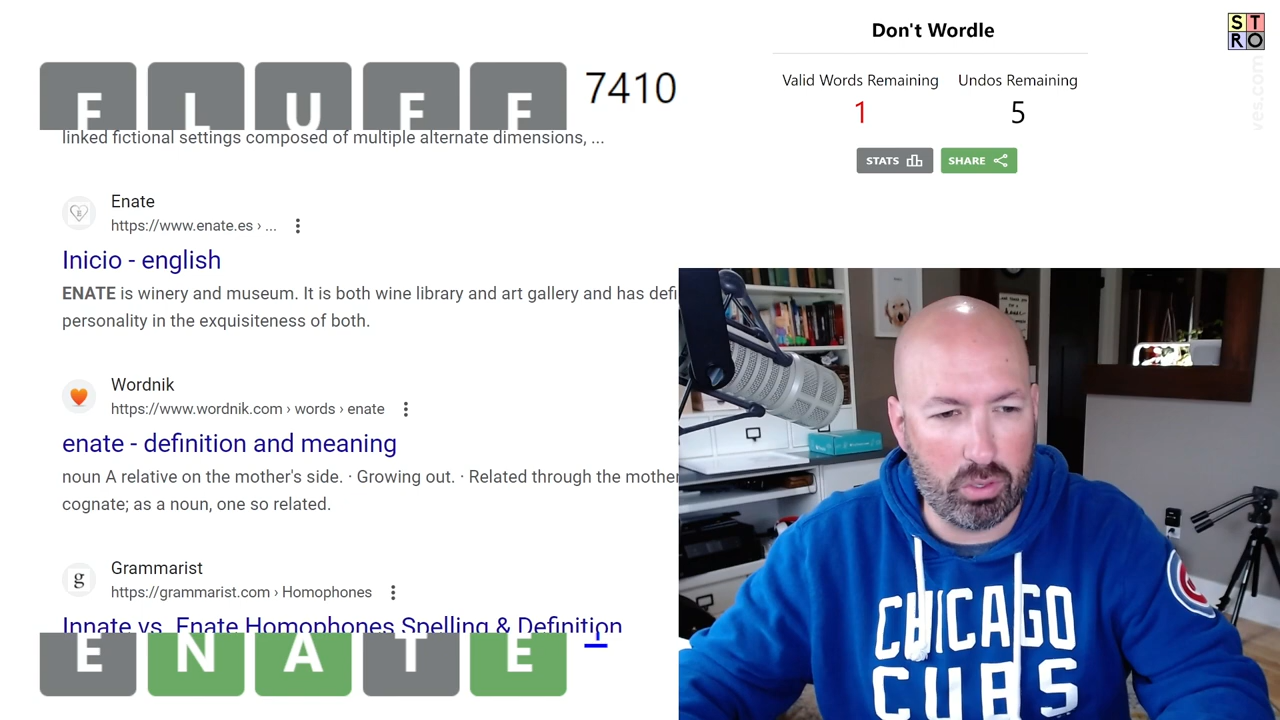 Don't Wordle
Valid Words Remaining Undos Remaining
1 5
STATS SHARE
S T
R O
ves.com
F L U F F 7410
linked fictional settings composed of multiple alternate dimensions, ...
Enate
https://www.enate.es › ...
Inicio - english
ENATE is winery and museum. It is both wine library and art gallery and has defi
personality in the exquisiteness of both.
Wordnik
https://www.wordnik.com › words › enate
enate - definition and meaning
noun A relative on the mother's side. · Growing out. · Related through the mother
cognate; as a noun, one so related.
Grammarist
https://grammarist.com › Homophones
Innate vs. Enate Homophones Spelling & Definition
E N A T E
CHICAGO
CUBS